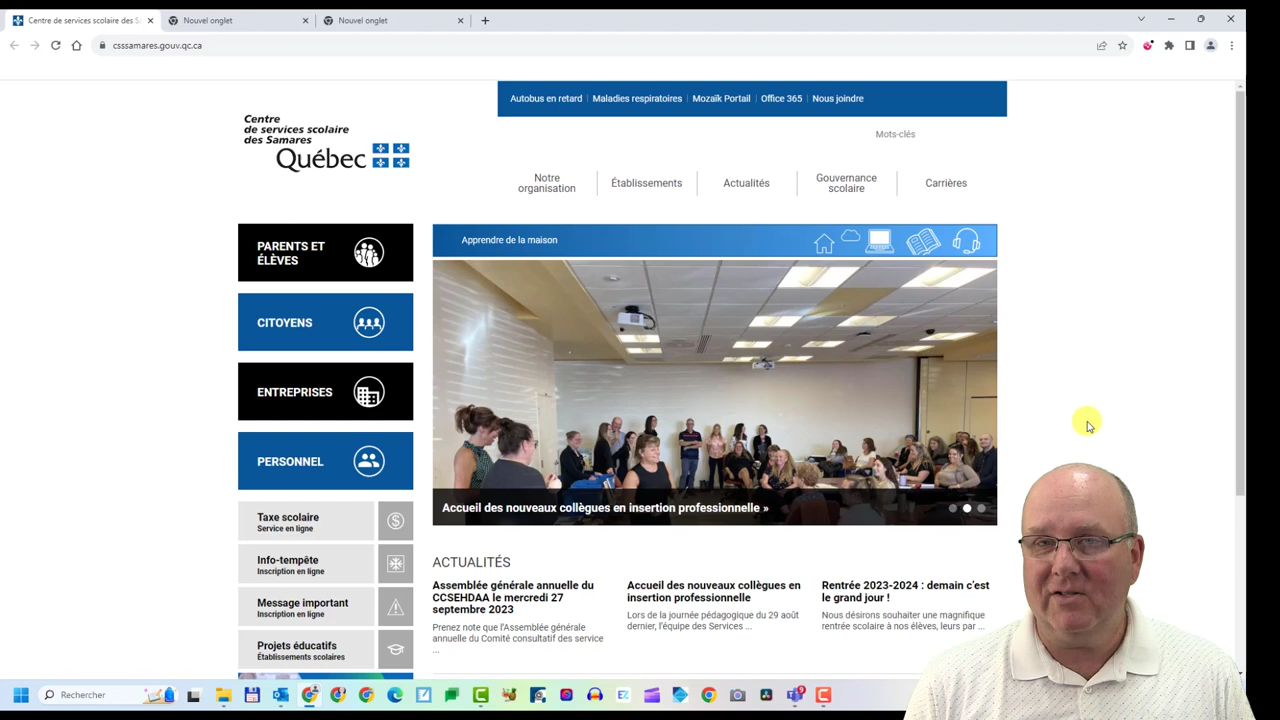 Centre de services scolaire des S
Nouvel onglet
Nouvel onglet
csssamares.gouv.qc.ca
Autobus en retard | Maladies respiratoires | Mozaïk Portail | Office 365 | Nous joindre
Centre
de services scolaire
des Samares
Québec
Mots-clés
Notre
organisation
Établissements
Actualités
Gouvernance
scolaire
Carrières
PARENTS ET
ÉLÈVES
CITOYENS
ENTREPRISES
PERSONNEL
Taxe scolaire
Service en ligne
Info-tempête
Inscription en ligne
Message important
Inscription en ligne
Projets éducatifs
Établissements scolaires
Apprendre de la maison
Accueil des nouveaux collègues en insertion professionnelle »
ACTUALITÉS
Assemblée générale annuelle du
CCSEHDAA le mercredi 27
septembre 2023
Prenez note que l'Assemblée générale
annuelle du Comité consultatif des service
...
Accueil des nouveaux collègues en
insertion professionnelle
Lors de la journée pédagogique du 29 août
dernier, l'équipe des Services ...
Rentrée 2023-2024 : demain c'est
le grand jour !
Nous désirons souhaiter une magnifique
rentrée scolaire à nos élèves, leurs par ...
Rechercher